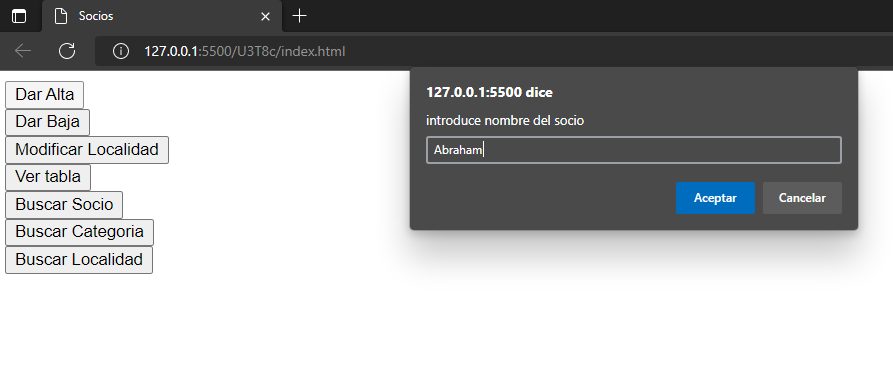 Socios
127.0.0.1:5500/U3T8c/index.html
Dar Alta
Dar Baja
Modificar Localidad
Ver tabla
Buscar Socio
Buscar Categoria
Buscar Localidad
127.0.0.1:5500 dice
introduce nombre del socio
Abraham
Aceptar Cancelar